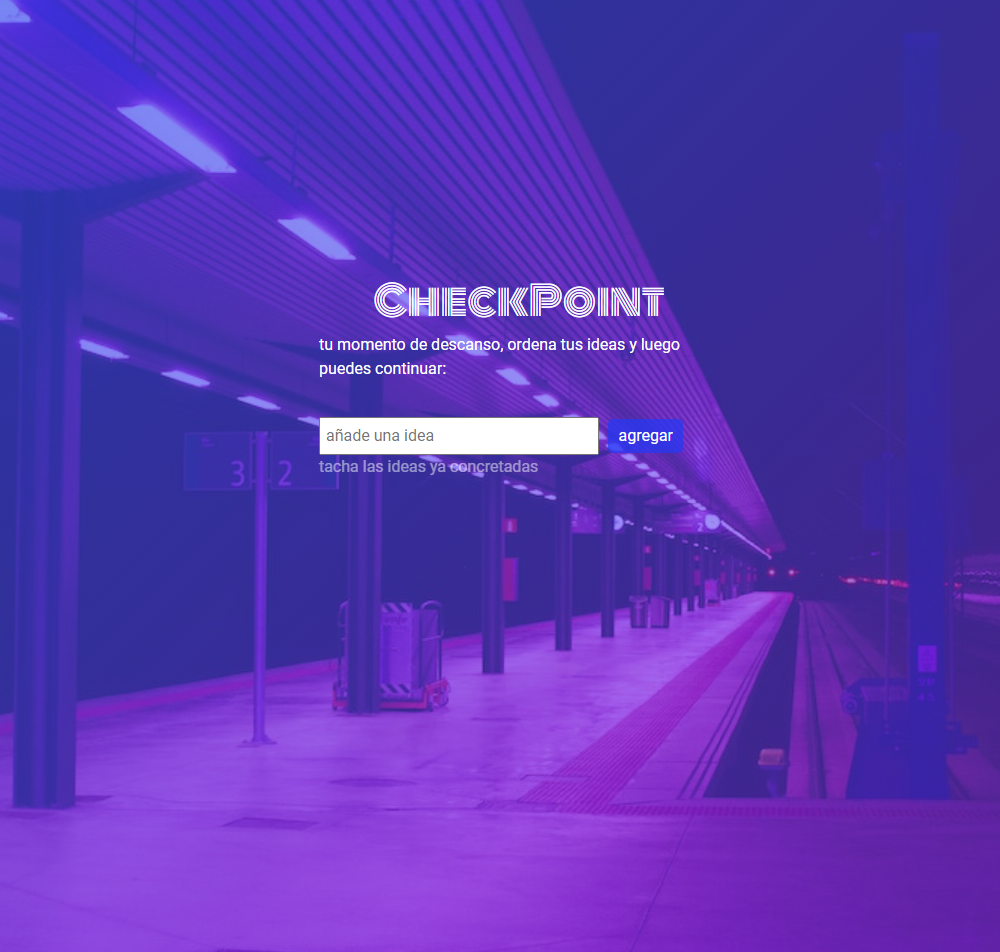 CHECKPOINT
tu momento de descanso, ordena tus ideas y luego
puedes continuar:
añade una idea
agregar
tacha las ideas ya concretadas
3 2
2